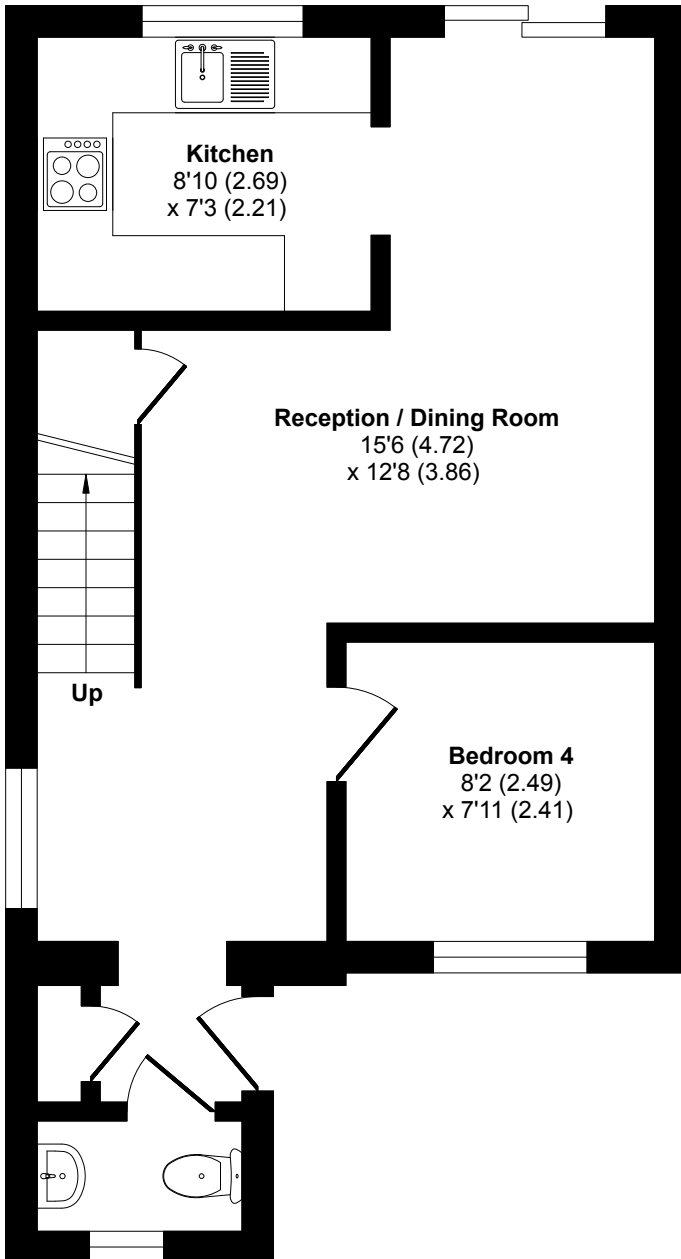 Kitchen
8'10 (2.69)
x 7'3 (2.21)
Reception / Dining Room
15'6 (4.72)
x 12'8 (3.86)
Up
Bedroom 4
8'2 (2.49)
x 7'11 (2.41)